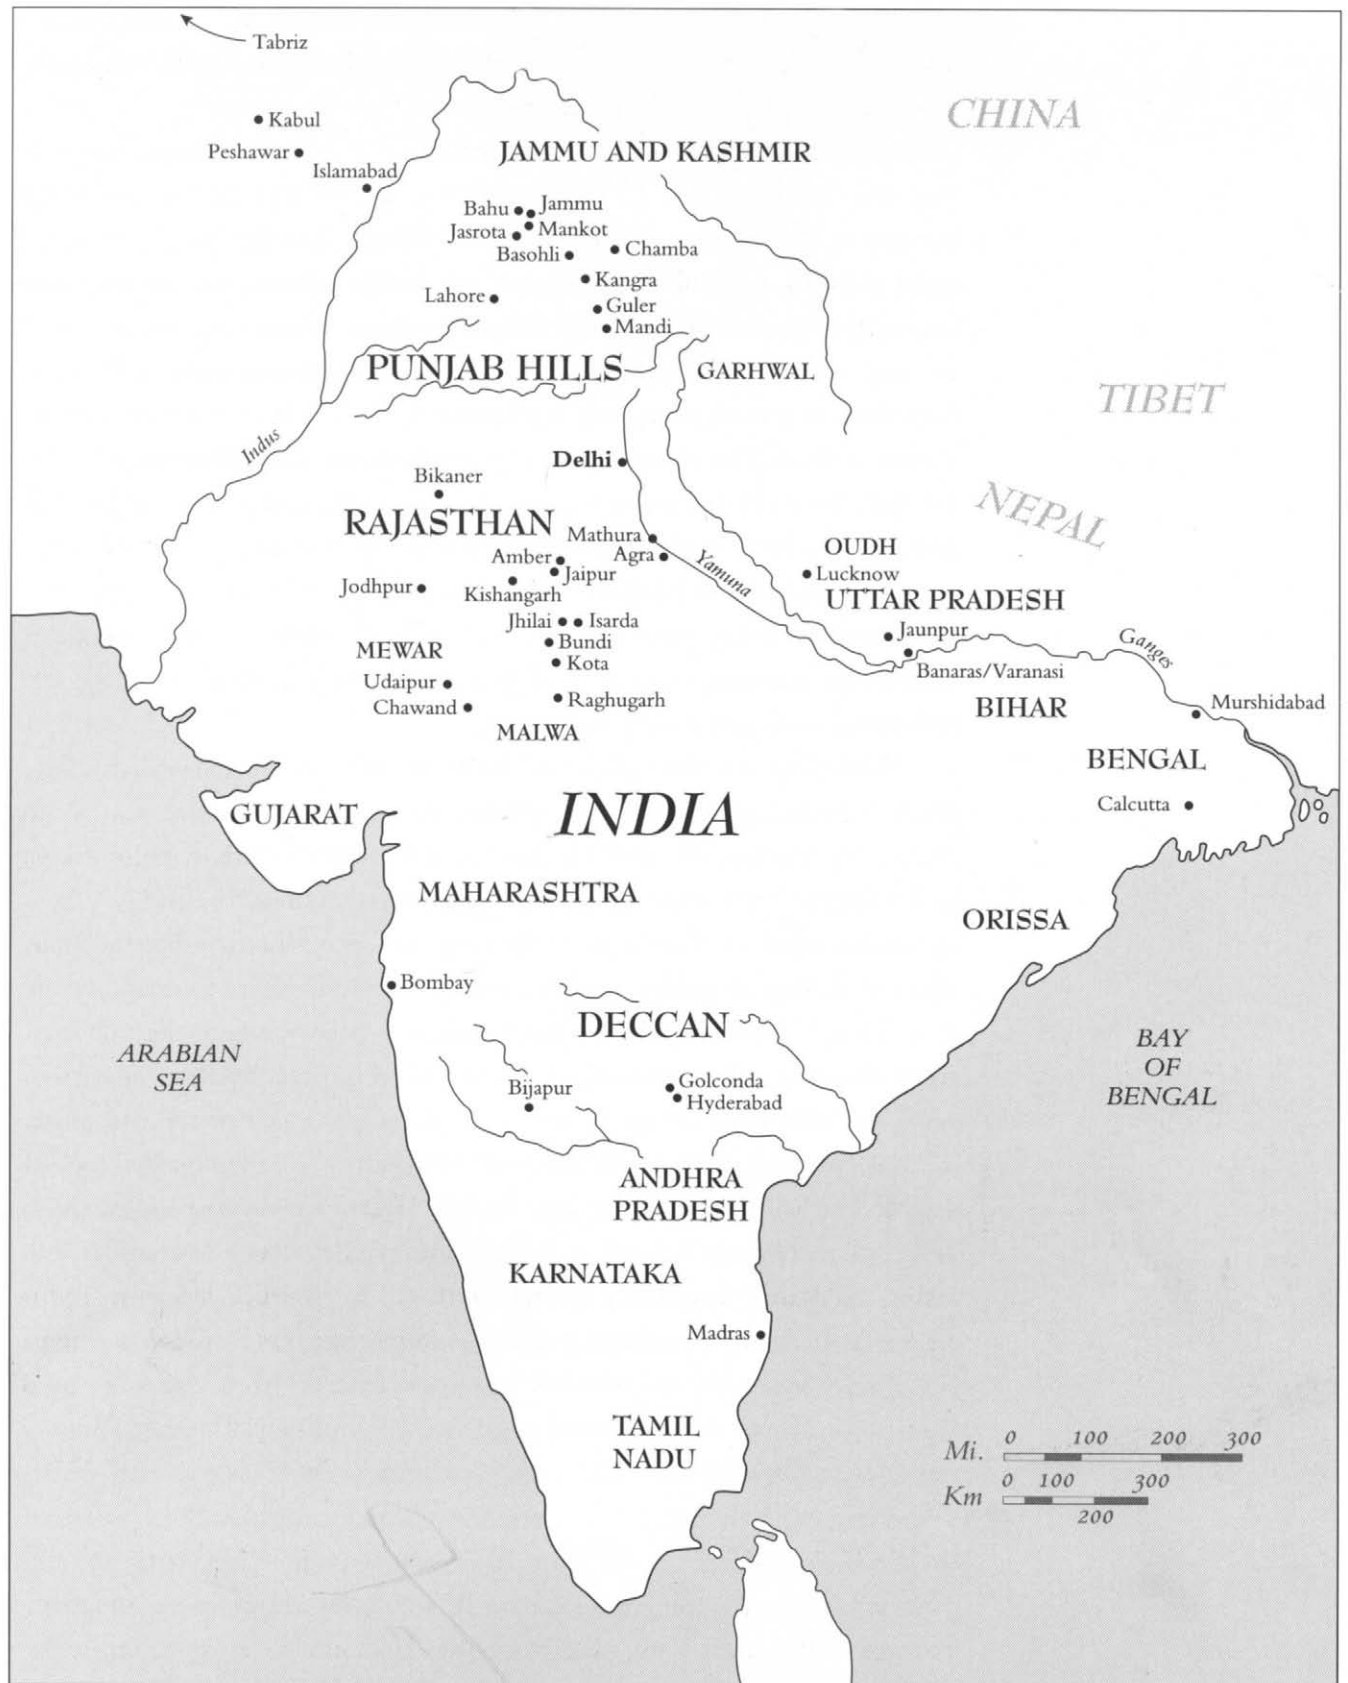 Tabriz
CHINA
Kabul
Peshawar
JAMMU AND KASHMIR
Islamabad
Bahu
Jammu
Jasrota
Mankot
Basohli
Chamba
Kangra
Lahore
Guler
Mandi
PUNJAB HILLS
GARHWAL
TIBET
Indus
Delhi
Bikaner
NEPAL
RAJASTHAN
Mathura
OUDH
Amber
Agra
Yamuna
Jaipur
Lucknow
Jodhpur
Kishangarh
UTTAR PRADESH
Jhilai
Isarda
Jaunpur
Bundi
Ganges
MEWAR
Kota
Banaras/Varanasi
Udaipur
Raghugarh
Murshidabad
Chawand
BIHAR
MALWA
BENGAL
Calcutta
GUJARAT
INDIA
MAHARASHTRA
ORISSA
Bombay
DECCAN
ARABIAN
SEA
BAY
OF
BENGAL
Bijapur
Golconda
Hyderabad
ANDHRA
PRADESH
KARNATAKA
Madras
TAMIL
NADU
Mi. 0 100 200 300
Km 0 100 300
200